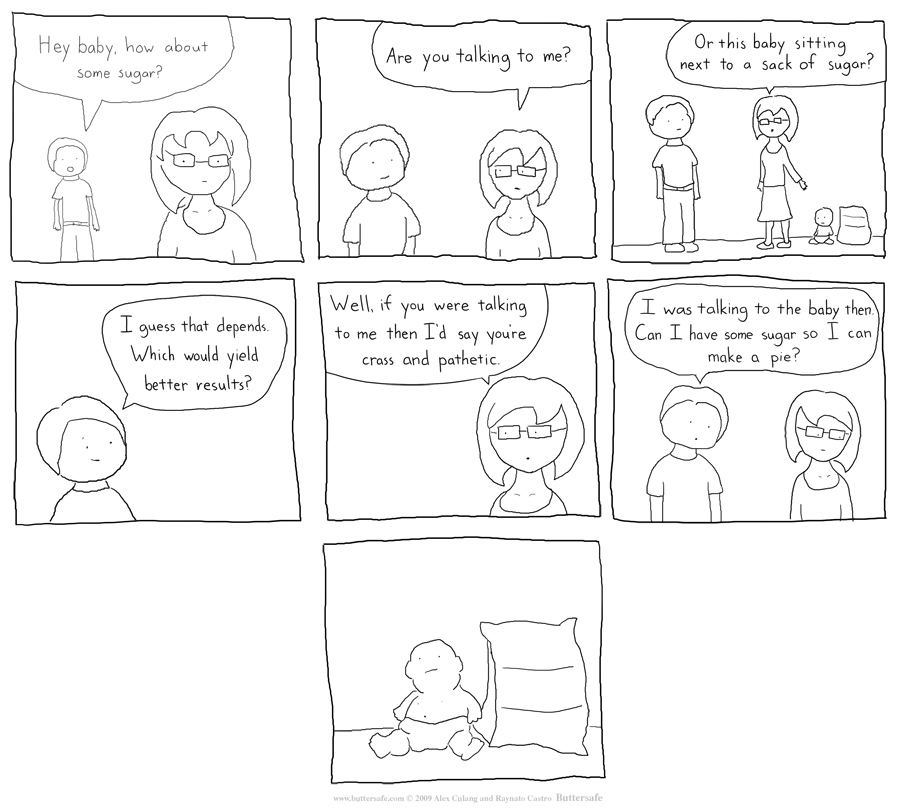 Hey baby, how about
some sugar?
Are you talking to me?
Or this baby sitting
next to a sack of sugar?
I guess that depends.
Which would yield
better results?
Well, if you were talking
to me then I'd say you're
crass and pathetic.
I was talking to the baby then.
Can I have some sugar so I can
make a pie?
www.buttersafe.com © 2009 Alex Culang and Raynato Castro Buttersafe